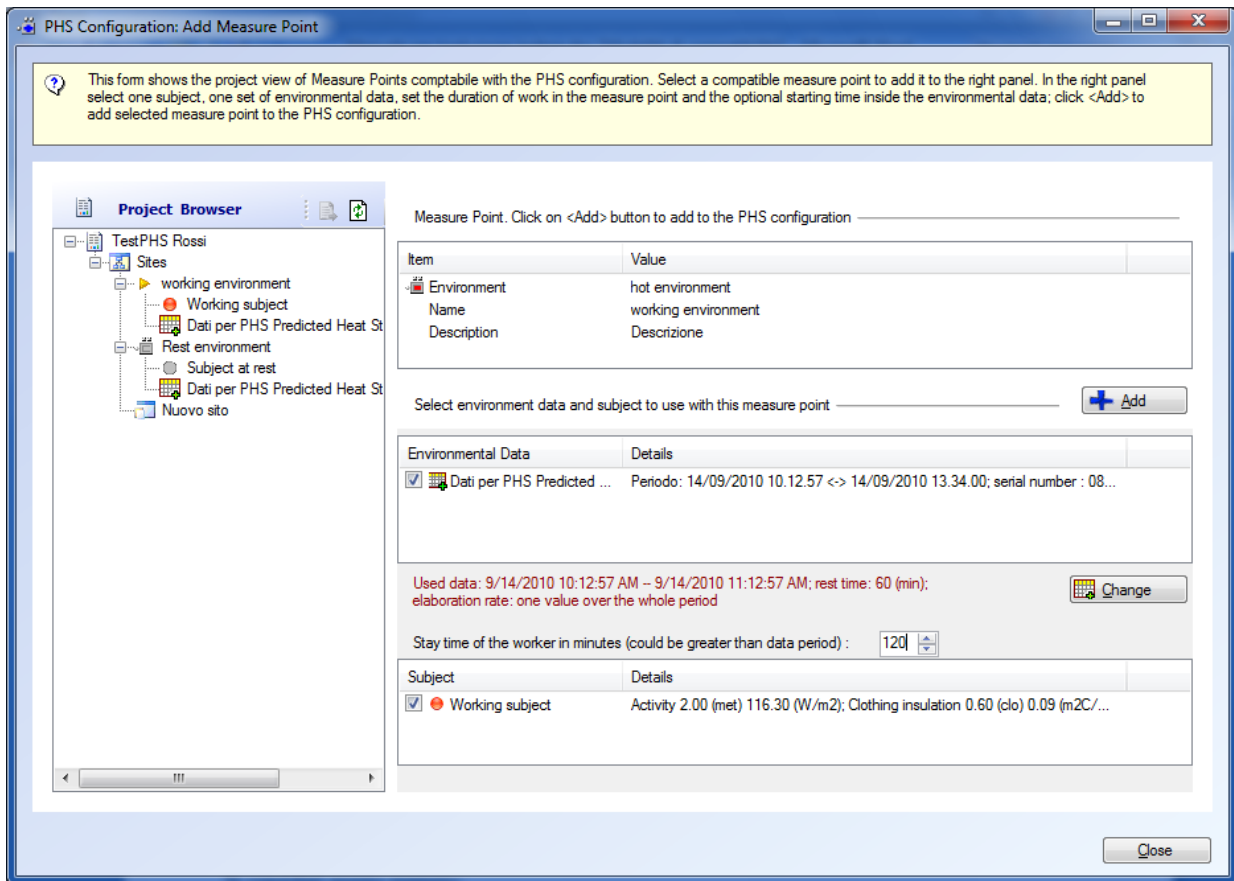 PHS Configuration: Add Measure Point
This form shows the project view of Measure Points comptabile with the PHS configuration. Select a compatible measure point to add it to the right panel. In the right panel
select one subject, one set of environmental data, set the duration of work in the measure point and the optional starting time inside the environmental data; click <Add> to
add selected measure point to the PHS configuration.
Project Browser
TestPHS Rossi
Sites
working environment
Working subject
Dati per PHS Predicted Heat St
Rest environment
Subject at rest
Dati per PHS Predicted Heat St
Nuovo sito
Measure Point. Click on <Add> button to add to the PHS configuration
Item Value
Environment hot environment
Name working environment
Description Descrizione
Select environment data and subject to use with this measure point
Add
Environmental Data Details
Dati per PHS Predicted ... Periodo: 14/09/2010 10.12.57 <-> 14/09/2010 13.34.00; serial number : 08...
Used data: 9/14/2010 10:12:57 AM -- 9/14/2010 11:12:57 AM; rest time: 60 (min);
elaboration rate: one value over the whole period
Change
Stay time of the worker in minutes (could be greater than data period) : 120
Subject Details
Working subject Activity 2.00 (met) 116.30 (W/m2); Clothing insulation 0.60 (clo) 0.09 (m2C/...
Close